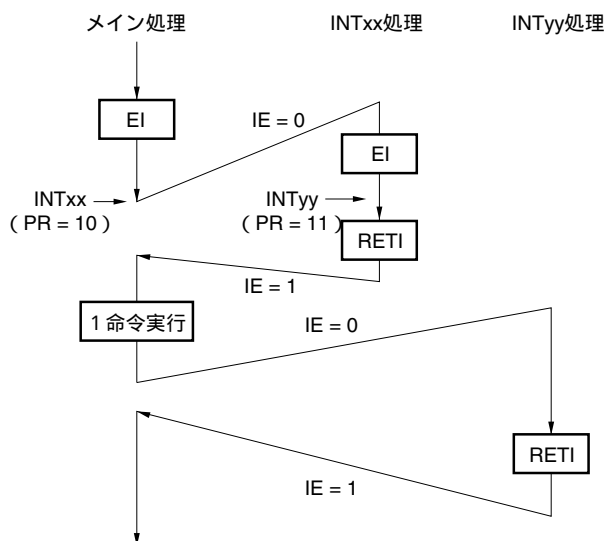 メイン処理
INTxx処理
INTyy処理
EI
IE = 0
EI
INTxx
( PR = 10 )
INTyy
( PR = 11 )
RETI
IE = 1
1 命令実行
IE = 0
RETI
IE = 1